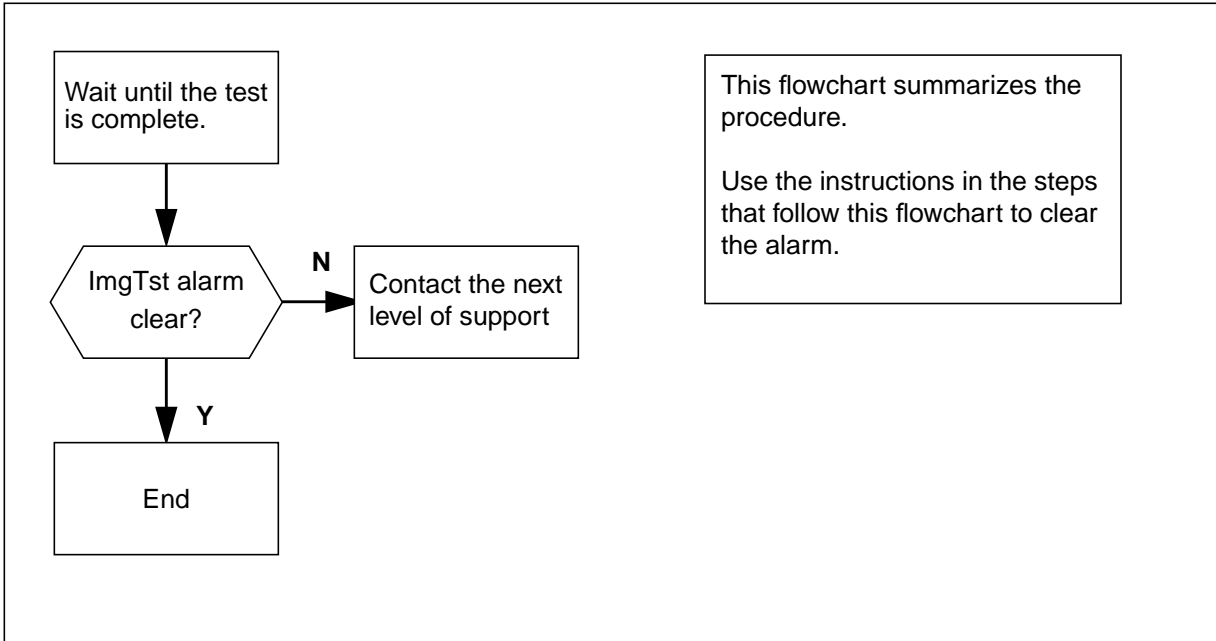 Wait until the test
is complete.
ImgTst alarm
clear?
N
Contact the next
level of support
Y
End
This flowchart summarizes the
procedure.
Use the instructions in the steps
that follow this flowchart to clear
the alarm.